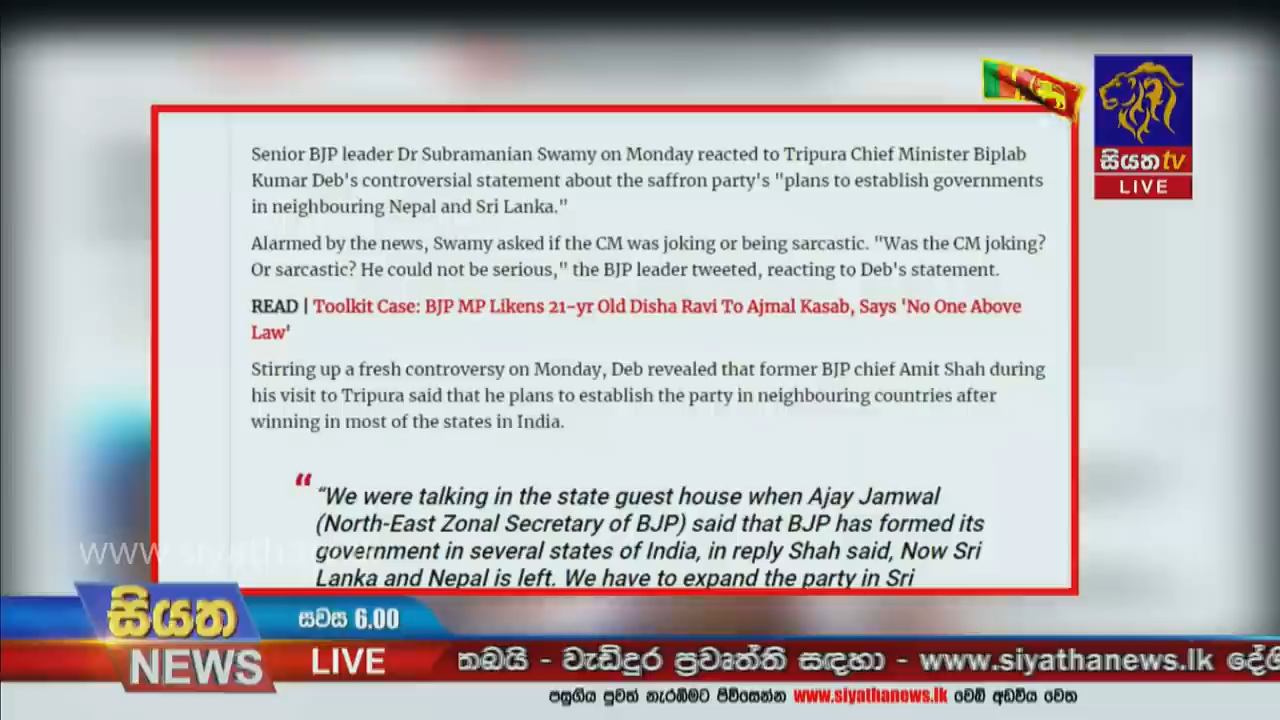 සියත tv
LIVE
Senior BJP leader Dr Subramanian Swamy on Monday reacted to Tripura Chief Minister Biplab
Kumar Deb's controversial statement about the saffron party's "plans to establish governments
in neighbouring Nepal and Sri Lanka."
Alarmed by the news, Swamy asked if the CM was joking or being sarcastic. "Was the CM joking?
Or sarcastic? He could not be serious," the BJP leader tweeted, reacting to Deb's statement.
READ | Toolkit Case: BJP MP Likens 21-yr Old Disha Ravi To Ajmal Kasab, Says 'No One Above
Law'
Stirring up a fresh controversy on Monday, Deb revealed that former BJP chief Amit Shah during
his visit to Tripura said that he plans to establish the party in neighbouring countries after
winning in most of the states in India.
“
“We were talking in the state guest house when Ajay Jamwal
(North-East Zonal Secretary of BJP) said that BJP has formed its
government in several states of India, in reply Shah said, Now Sri
Lanka and Nepal is left. We have to expand the party in Sri
සියත
NEWS
සවස 6.00
LIVE
තබයි - වැඩිදුර ප්‍රවෘත්ති සඳහා - www.siyathanews.lk
පසුගිය පුවත් නැරඹීමට පිවිසෙන්න www.siyathanews.lk වෙබ් අඩවිය වෙත